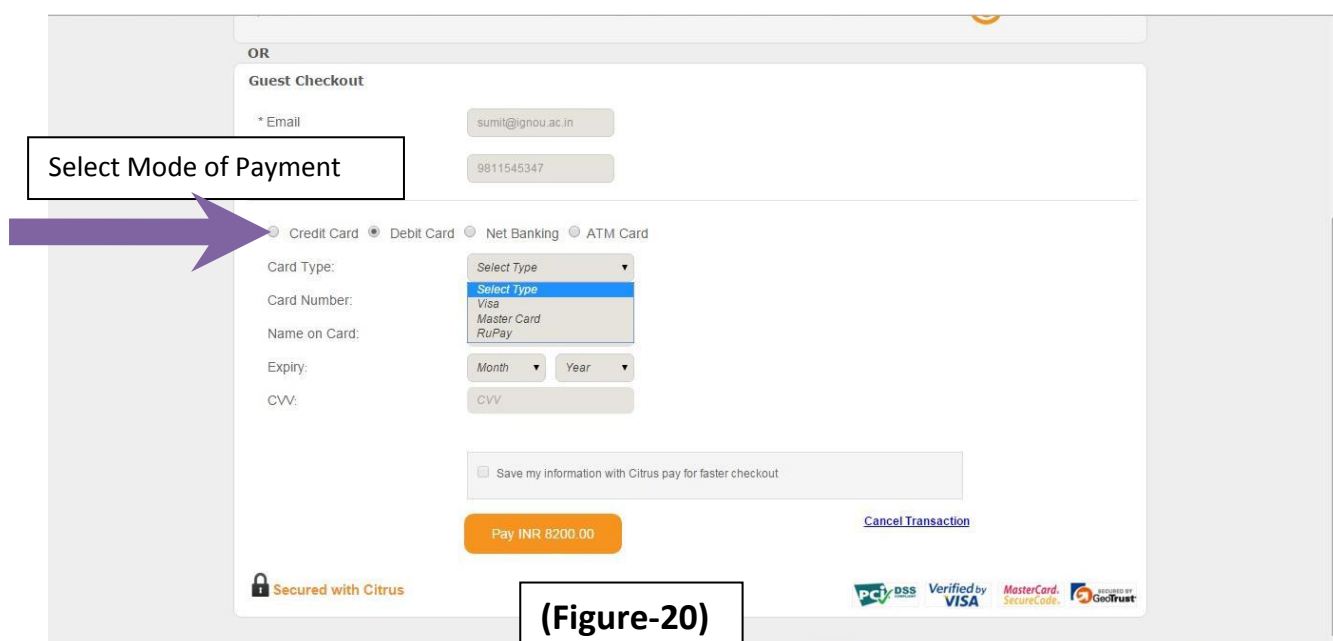 OR
Guest Checkout
* Email sumit@ignou.ac.in
Select Mode of Payment
9811545347
Credit Card Debit Card Net Banking ATM Card
Card Type: Select Type
Select Type
Card Number:
Visa
Master Card
Name on Card: RuPay
Expiry: Month Year
CVV: CVV
Save my information with Citrus pay for faster checkout
Pay INR 8200.00 Cancel Transaction
Secured with Citrus
PCI DSS COMPLIANT
Verified by VISA
MasterCard. SecureCode.
SECURED BY GeoTrust
(Figure-20)